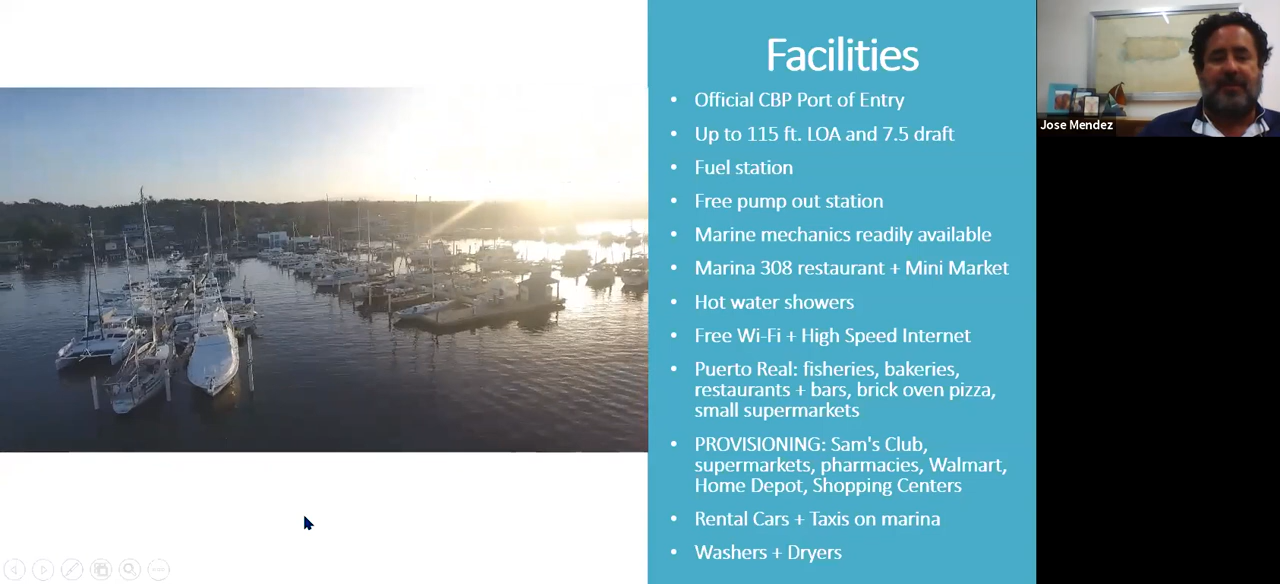 Facilities
• Official CBP Port of Entry
• Up to 115 ft. LOA and 7.5 draft
• Fuel station
• Free pump out station
• Marine mechanics readily available
• Marina 308 restaurant + Mini Market
• Hot water showers
• Free Wi-Fi + High Speed Internet
• Puerto Real: fisheries, bakeries,
restaurants + bars, brick oven pizza,
small supermarkets
• PROVISIONING: Sam's Club,
supermarkets, pharmacies, Walmart,
Home Depot, Shopping Centers
• Rental Cars + Taxis on marina
• Washers + Dryers
Jose Mendez